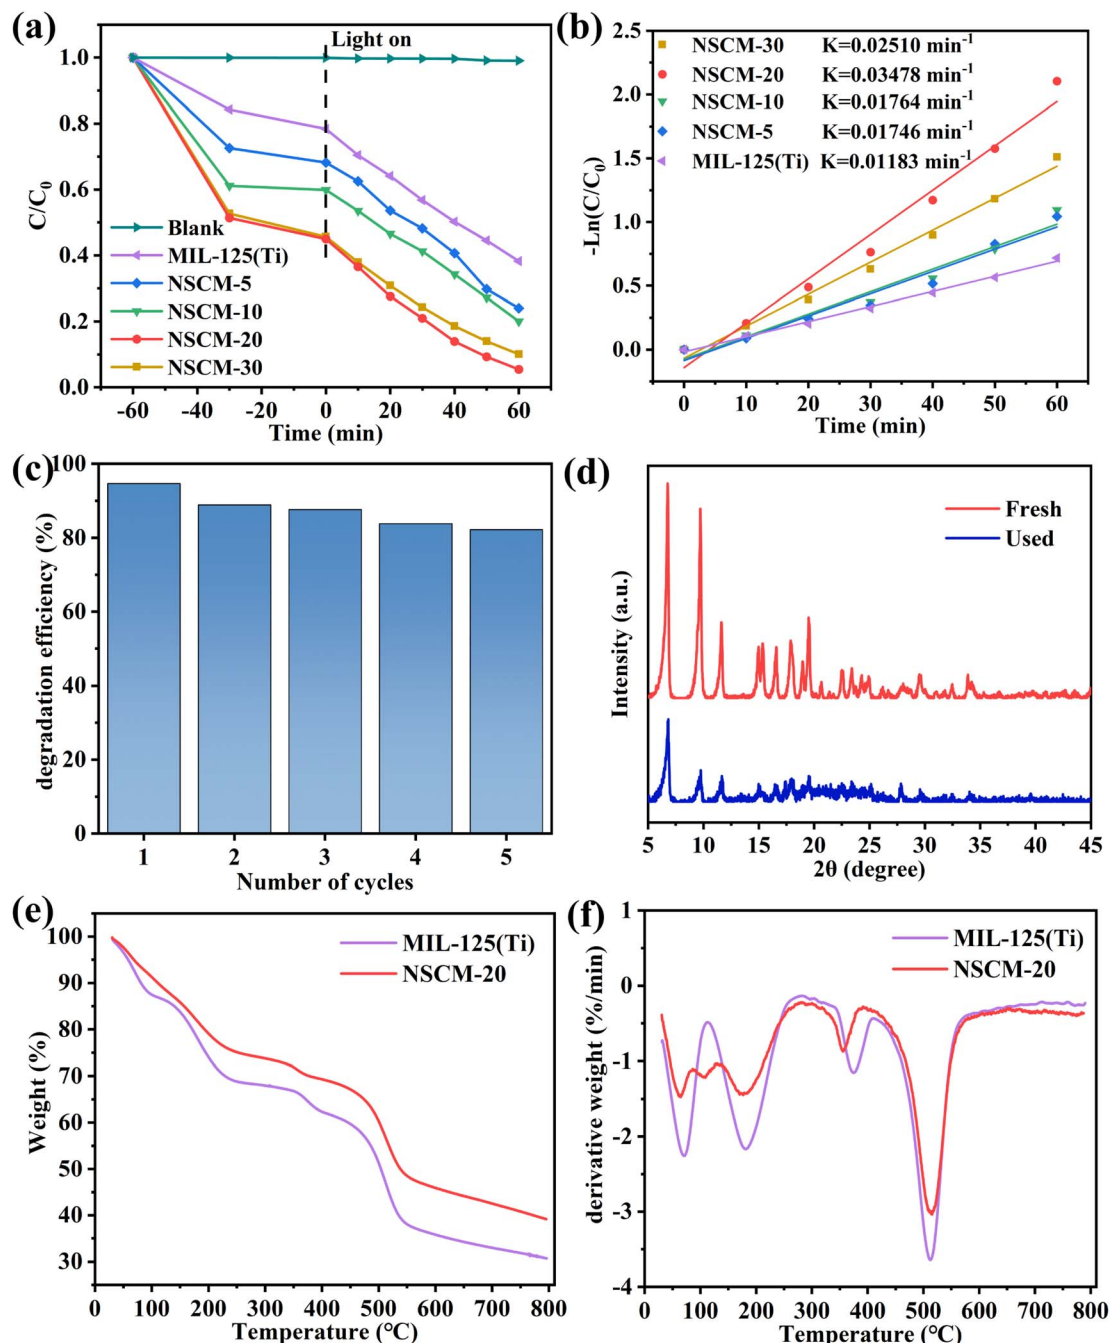 (a)
Light on
C/C0
1.0
0.8
0.6
0.4
0.2
0.0
Blank
MIL-125(Ti)
NSCM-5
NSCM-10
NSCM-20
NSCM-30
-60 -40 -20 0 20 40 60
Time (min)
(b)
-Ln(C/C0)
2.5
2.0
1.5
1.0
0.5
0.0
NSCM-30 K=0.02510 min-1
NSCM-20 K=0.03478 min-1
NSCM-10 K=0.01764 min-1
NSCM-5 K=0.01746 min-1
MIL-125(Ti) K=0.01183 min-1
0 10 20 30 40 50 60
Time (min)
(c)
degradation efficiency (%)
100
80
60
40
20
0
1 2 3 4 5
Number of cycles
(d)
Intensity (a.u.)
Fresh
Used
5 10 15 20 25 30 35 40 45
2θ (degree)
(e)
Weight (%)
100
90
80
70
60
50
40
30
MIL-125(Ti)
NSCM-20
0 100 200 300 400 500 600 700 800
Temperature (℃)
(f)
derivative weight (%/min)
1
0
-1
-2
-3
-4
MIL-125(Ti)
NSCM-20
0 100 200 300 400 500 600 700 800
Temperature (℃)